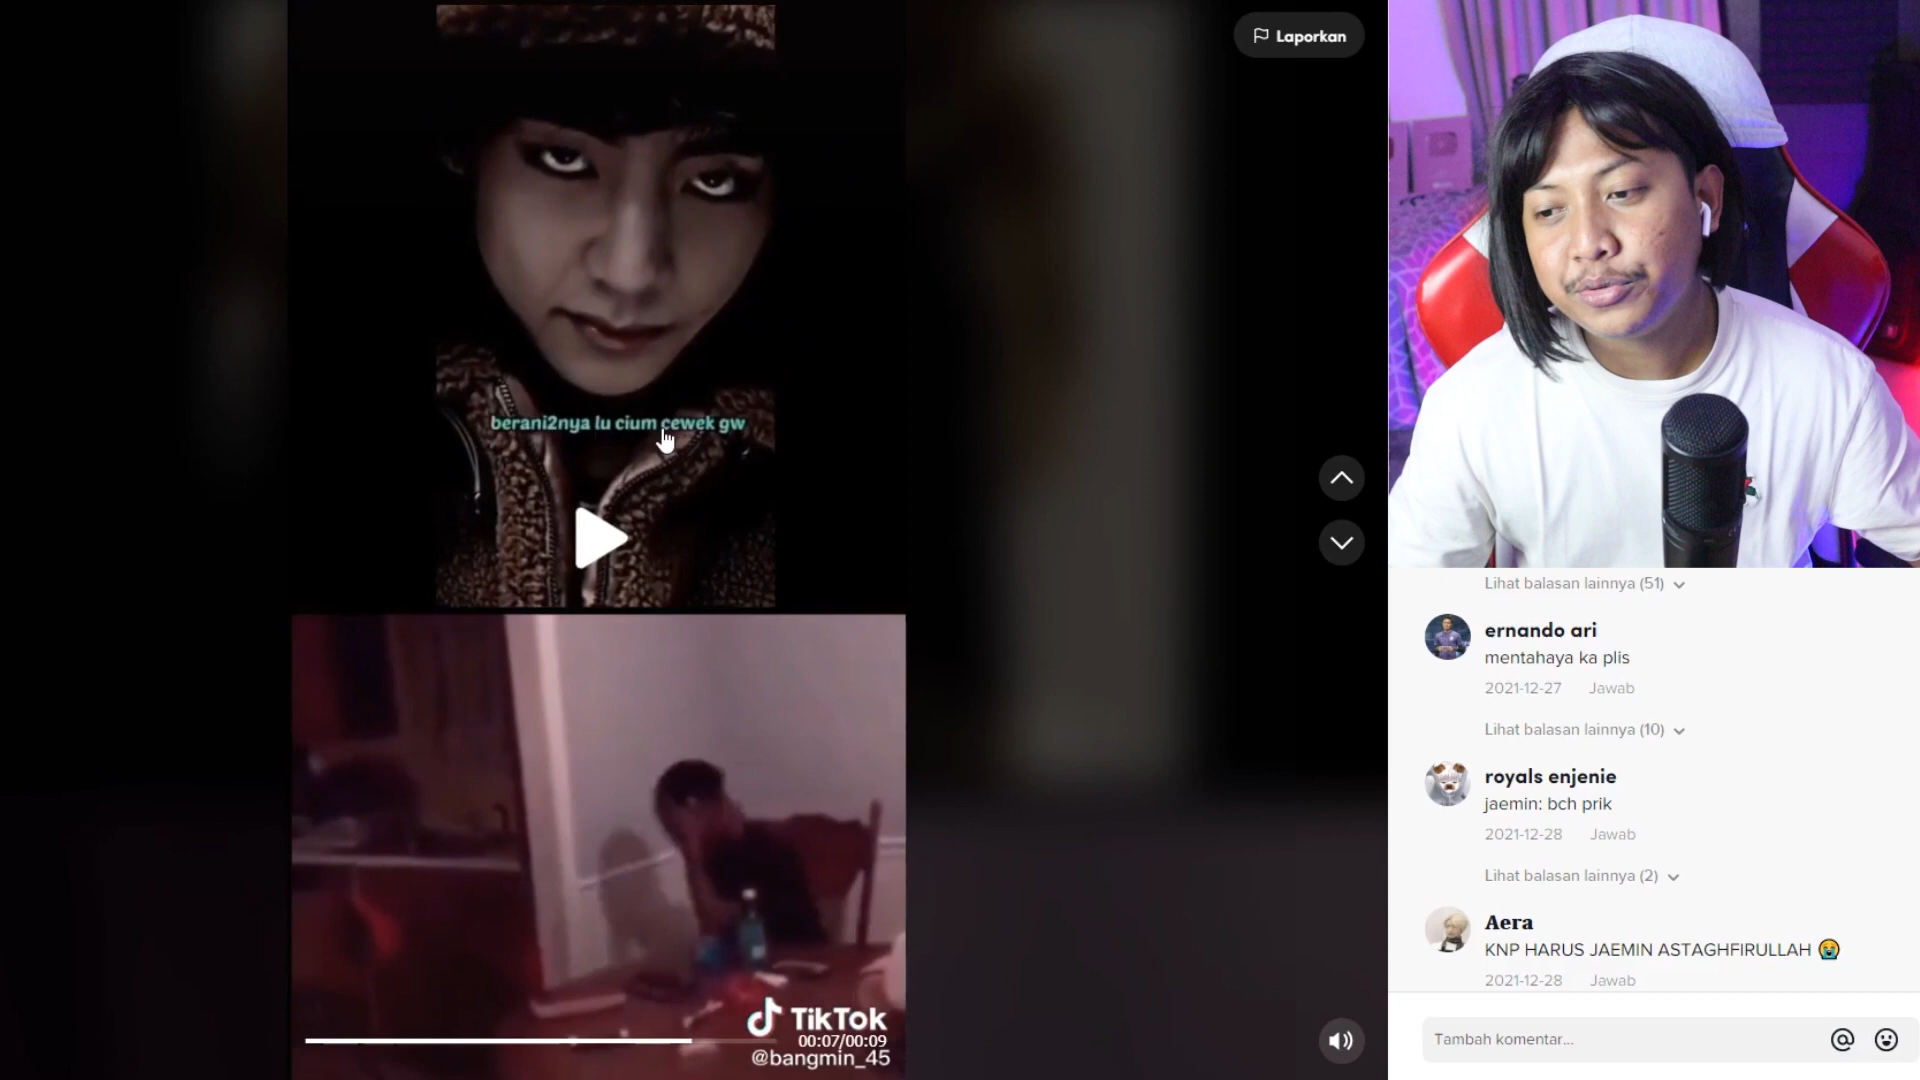 Laporkan
berani2nya lu cium cewek gw
TikTok
00:07/00:09
@bangmin_45
Lihat balasan lainnya (51)
ernando ari
mentahaya ka plis
2021-12-27 Jawab
Lihat balasan lainnya (10)
royals enjenie
jaemin: bch prik
2021-12-28 Jawab
Lihat balasan lainnya (2)
Aera
KNP HARUS JAEMIN ASTAGHFIRULLAH 😭
2021-12-28 Jawab
Tambah komentar...